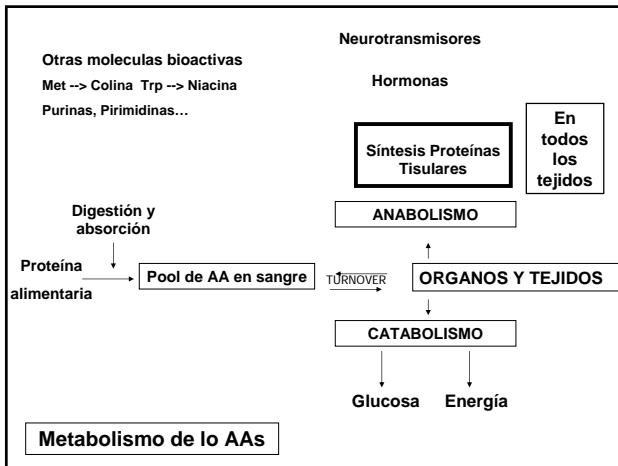 Neurotransmisores
Otras moleculas bioactivas
Met --> Colina Trp --> Niacina
Purinas, Pirimidinas…
Hormonas
En
todos
los
tejidos
Síntesis Proteínas
Tisulares
Digestión y
absorción
ANABOLISMO
Proteína
alimentaria
Pool de AA en sangre
TURNOVER
ORGANOS Y TEJIDOS
CATABOLISMO
Glucosa
Energía
Metabolismo de lo AAs